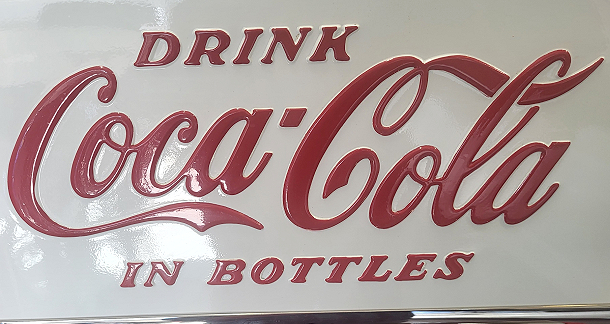 DRINK
Coca-Cola
IN BOTTLES